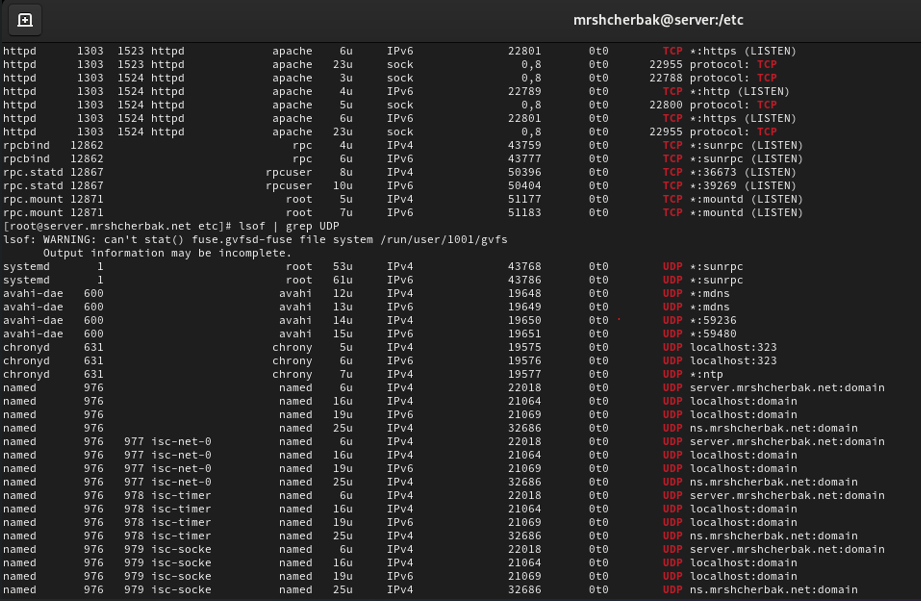 mrshcherbak@server:/etc
httpd 1303 1523 httpd apache 6u IPv6 22801 0t0 TCP *:https (LISTEN)
httpd 1303 1523 httpd apache 23u sock 0,8 0t0 22955 protocol: TCP
httpd 1303 1524 httpd apache 3u sock 0,8 0t0 22788 protocol: TCP
httpd 1303 1524 httpd apache 4u IPv6 22789 0t0 TCP *:http (LISTEN)
httpd 1303 1524 httpd apache 5u sock 0,8 0t0 22800 protocol: TCP
httpd 1303 1524 httpd apache 6u IPv6 22801 0t0 TCP *:https (LISTEN)
httpd 1303 1524 httpd apache 23u sock 0,8 0t0 22955 protocol: TCP
rpcbind 12862 rpc 4u IPv4 43759 0t0 TCP *:sunrpc (LISTEN)
rpcbind 12862 rpc 6u IPv6 43777 0t0 TCP *:sunrpc (LISTEN)
rpc.statd 12867 rpcuser 8u IPv4 50396 0t0 TCP *:36673 (LISTEN)
rpc.statd 12867 rpcuser 10u IPv6 50404 0t0 TCP *:39269 (LISTEN)
rpc.mount 12871 root 5u IPv4 51177 0t0 TCP *:mountd (LISTEN)
rpc.mount 12871 root 7u IPv6 51183 0t0 TCP *:mountd (LISTEN)
[root@server.mrshcherbak.net etc]# lsof | grep UDP
lsof: WARNING: can't stat() fuse.gvfsd-fuse file system /run/user/1001/gvfs
Output information may be incomplete.
systemd 1 root 53u IPv4 43768 0t0 UDP *:sunrpc
systemd 1 root 61u IPv6 43786 0t0 UDP *:sunrpc
avahi-dae 600 avahi 12u IPv4 19648 0t0 UDP *:mdns
avahi-dae 600 avahi 13u IPv6 19649 0t0 UDP *:mdns
avahi-dae 600 avahi 14u IPv4 19650 0t0 UDP *:59236
avahi-dae 600 avahi 15u IPv6 19651 0t0 UDP *:59480
chronyd 631 chrony 5u IPv4 19575 0t0 UDP localhost:323
chronyd 631 chrony 6u IPv6 19576 0t0 UDP localhost:323
chronyd 631 chrony 7u IPv4 19577 0t0 UDP *:ntp
named 976 named 6u IPv4 22018 0t0 UDP server.mrshcherbak.net:domain
named 976 named 16u IPv4 21064 0t0 UDP localhost:domain
named 976 named 19u IPv6 21069 0t0 UDP localhost:domain
named 976 named 25u IPv4 32686 0t0 UDP ns.mrshcherbak.net:domain
named 976 977 isc-net-0 named 6u IPv4 22018 0t0 UDP server.mrshcherbak.net:domain
named 976 977 isc-net-0 named 16u IPv4 21064 0t0 UDP localhost:domain
named 976 977 isc-net-0 named 19u IPv6 21069 0t0 UDP localhost:domain
named 976 977 isc-net-0 named 25u IPv4 32686 0t0 UDP ns.mrshcherbak.net:domain
named 976 978 isc-timer named 6u IPv4 22018 0t0 UDP server.mrshcherbak.net:domain
named 976 978 isc-timer named 16u IPv4 21064 0t0 UDP localhost:domain
named 976 978 isc-timer named 19u IPv6 21069 0t0 UDP localhost:domain
named 976 978 isc-timer named 25u IPv4 32686 0t0 UDP ns.mrshcherbak.net:domain
named 976 979 isc-socke named 6u IPv4 22018 0t0 UDP server.mrshcherbak.net:domain
named 976 979 isc-socke named 16u IPv4 21064 0t0 UDP localhost:domain
named 976 979 isc-socke named 19u IPv6 21069 0t0 UDP localhost:domain
named 976 979 isc-socke named 25u IPv4 32686 0t0 UDP ns.mrshcherbak.net:domain